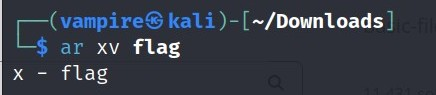 ┌──(vampire㉿kali)-[~/Downloads]
└─$ ar xv flag
x - flag